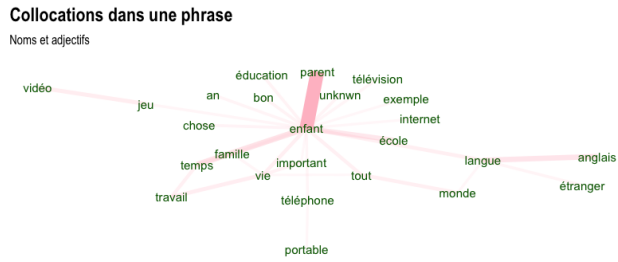 Collocations dans une phrase
Noms et adjectifs
parent
éducation
télévision
vidéo
an
bon
unknwn
exemple
jeu
internet
chose
enfant
école
famille
langue
anglais
temps
important
vie
tout
étranger
travail
téléphone
monde
portable